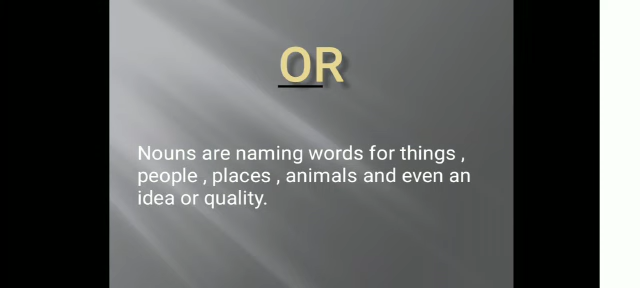 OR
Nouns are naming words for things ,
people , places , animals and even an
idea or quality.